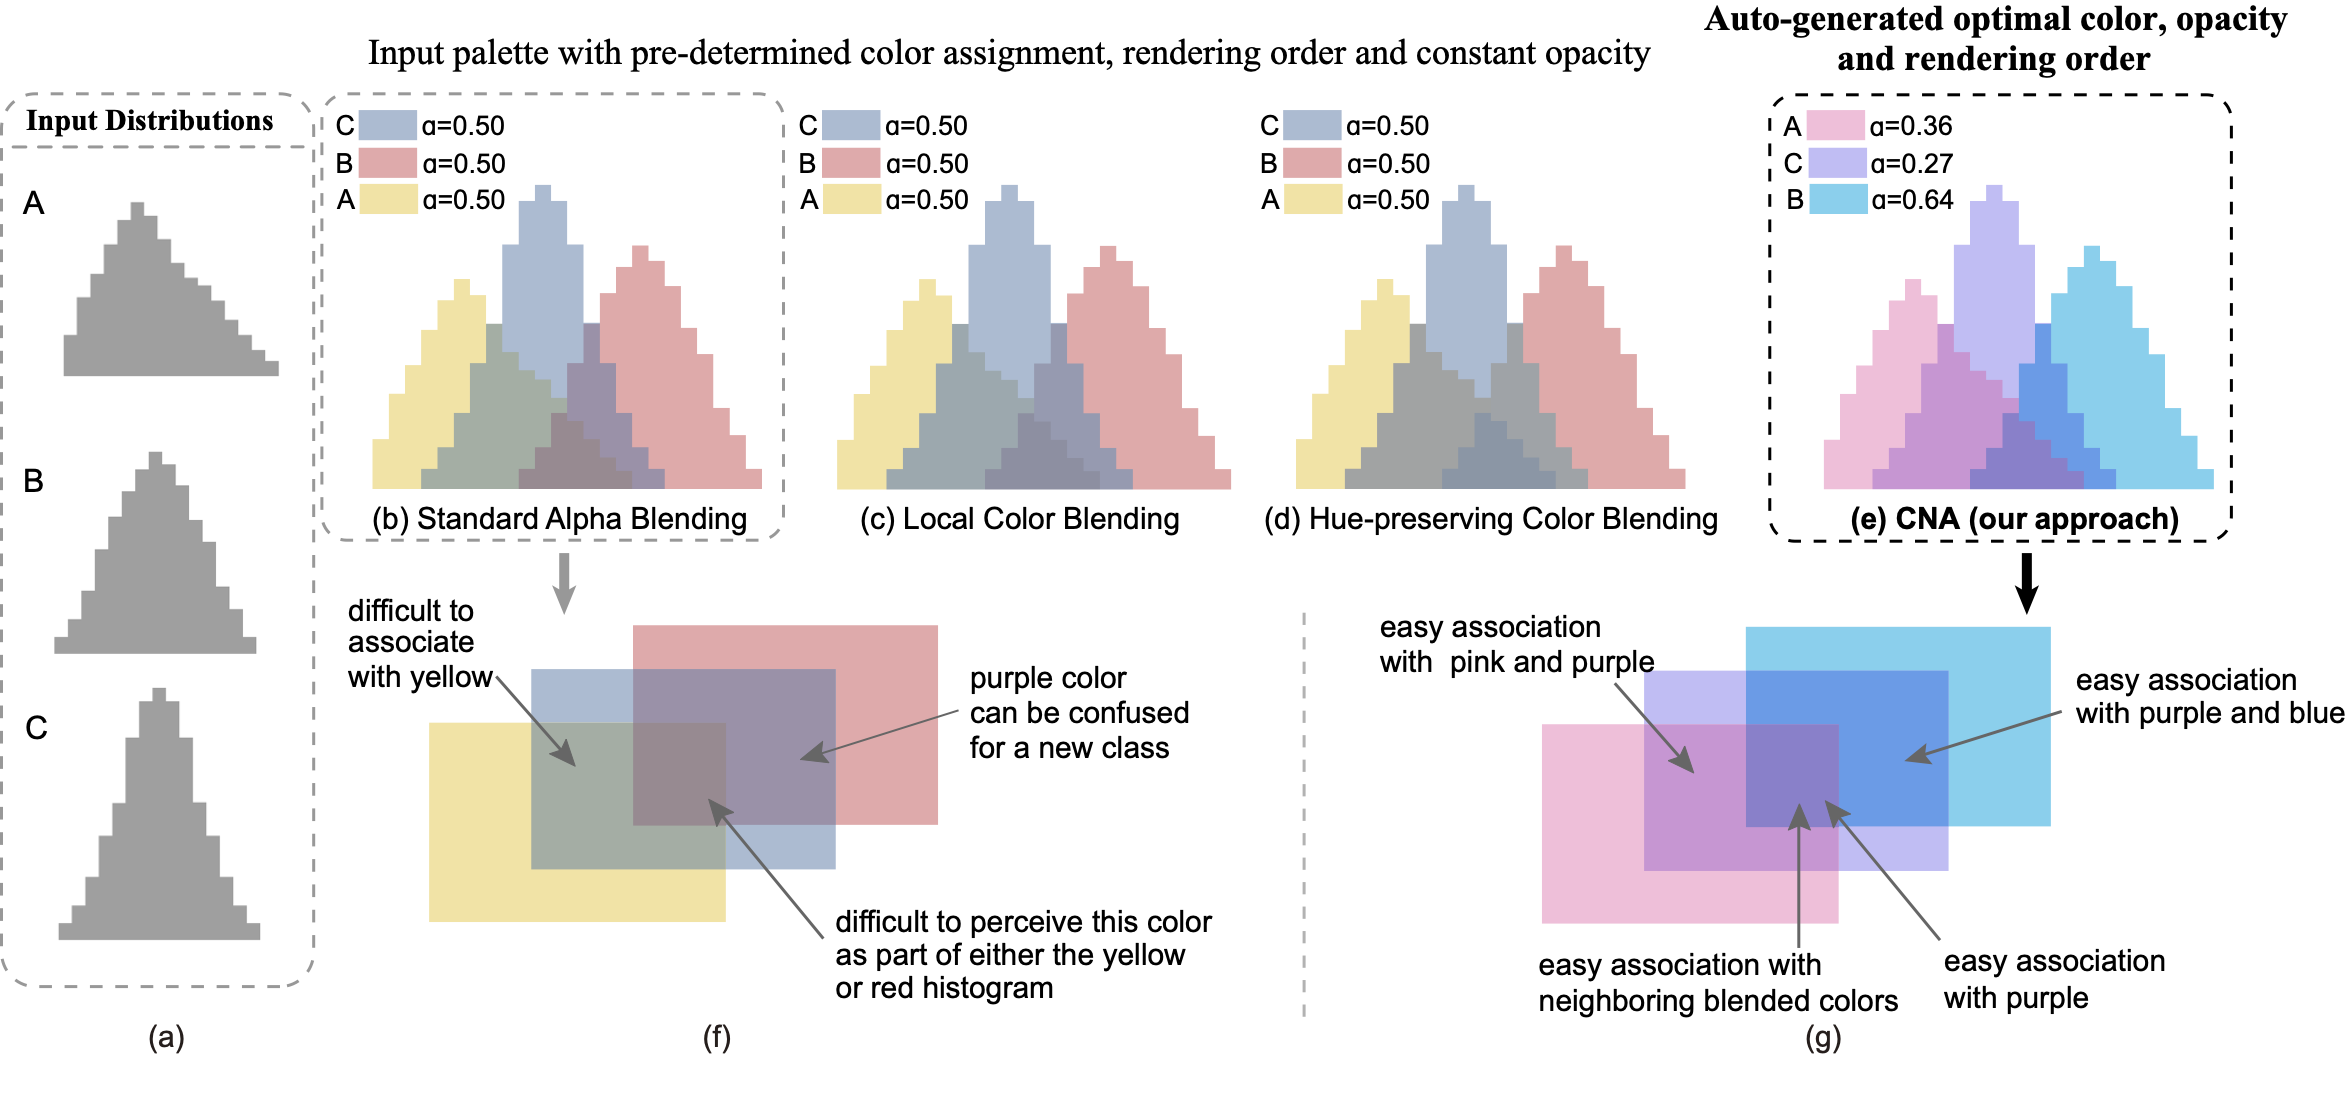 Input palette with pre-determined color assignment, rendering order and constant opacity
Auto-generated optimal color, opacity
and rendering order
Input Distributions
A
B
C
(a)
C α=0.50
B α=0.50
A α=0.50
(b) Standard Alpha Blending
C α=0.50
B α=0.50
A α=0.50
(c) Local Color Blending
C α=0.50
B α=0.50
A α=0.50
(d) Hue-preserving Color Blending
A α=0.36
C α=0.27
B α=0.64
(e) CNA (our approach)
difficult to
associate
with yellow
purple color
can be confused
for a new class
difficult to perceive this color
as part of either the yellow
or red histogram
(f)
easy association
with pink and purple
easy association
with purple and blue
easy association with
neighboring blended colors
easy association
with purple
(g)